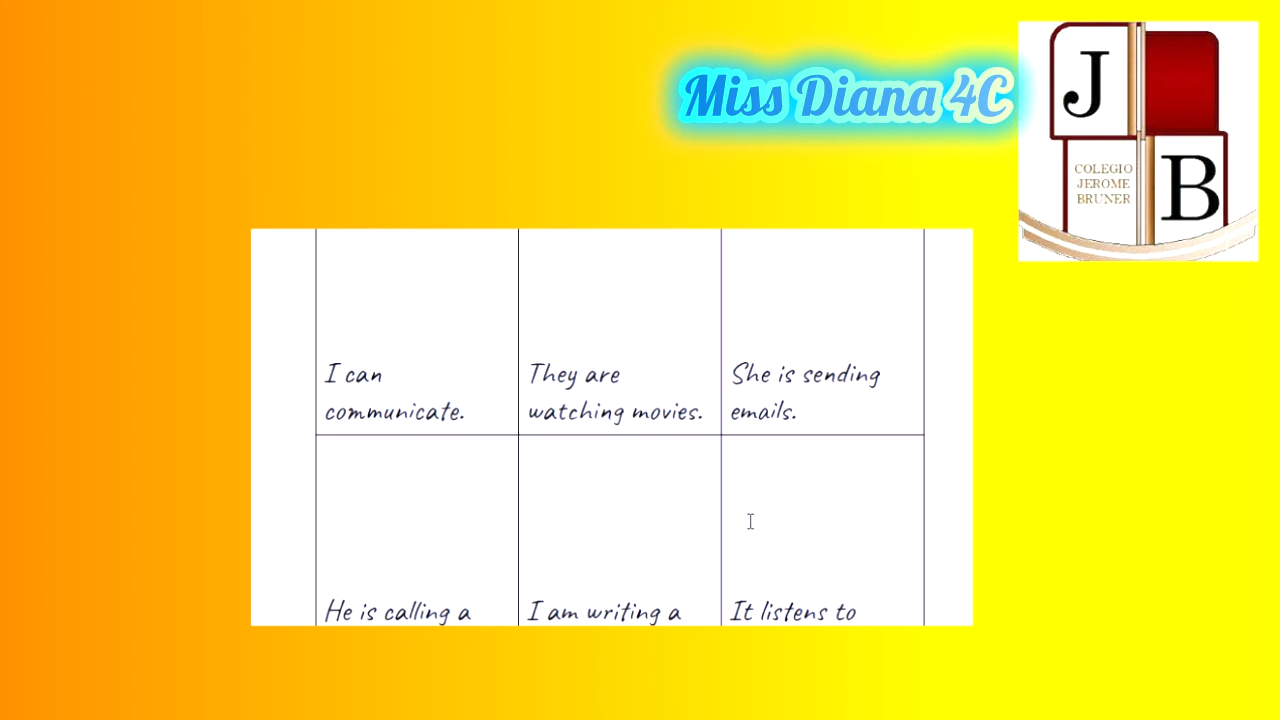 Miss Diana 4C
J
COLEGIO
JEROME
BRUNER
B
I can
communicate.
They are
watching movies.
She is sending
emails.
He is calling a
I am writing a
It listens to